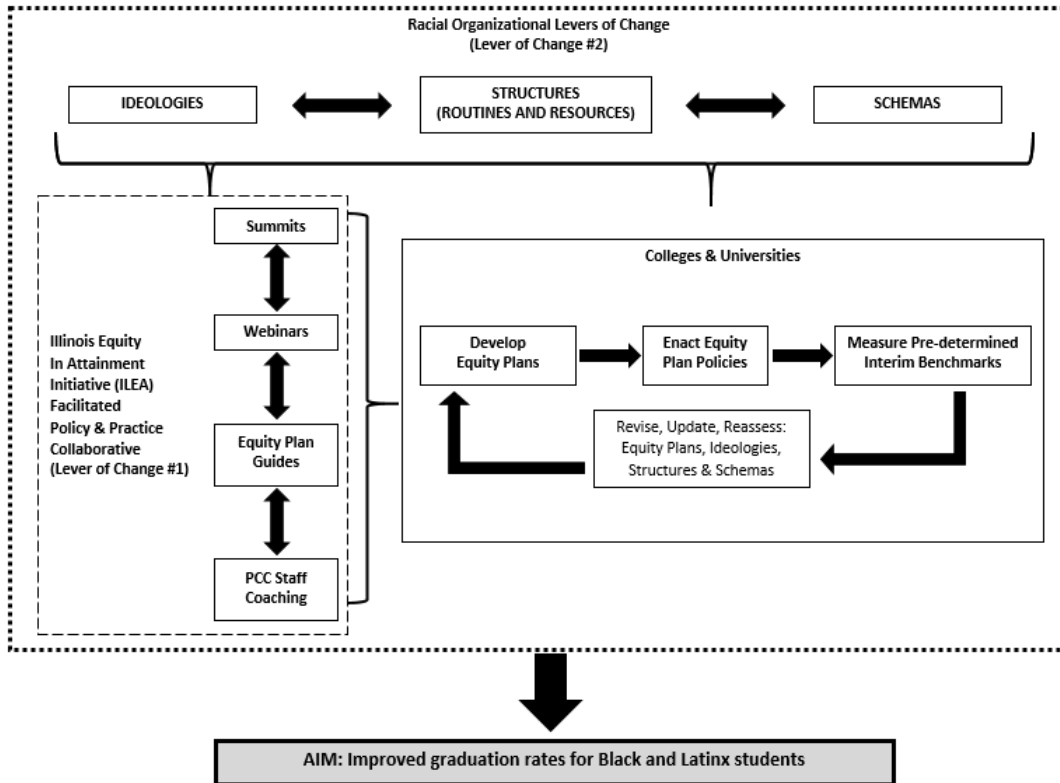 Racial Organizational Levers of Change
(Lever of Change #2)
IDEOLOGIES
STRUCTURES
(ROUTINES AND RESOURCES)
SCHEMAS
Illinois Equity
In Attainment
Initiative (ILEA)
Facilitated
Policy & Practice
Collaborative
(Lever of Change #1)
Summits
Webinars
Equity Plan
Guides
PCC Staff
Coaching
Colleges & Universities
Develop
Equity Plans
Enact Equity
Plan Policies
Measure Pre-determined
Interim Benchmarks
Revise, Update, Reassess:
Equity Plans, Ideologies,
Structures & Schemas
AIM: Improved graduation rates for Black and Latinx students